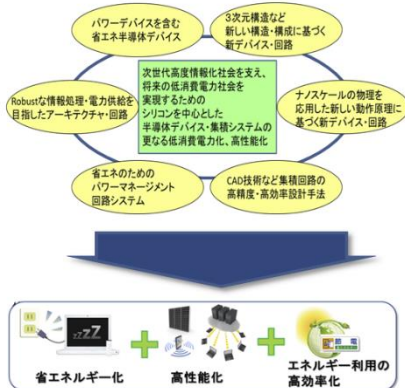 パワーデバイスを含む
省エネ半導体デバイス
3次元構造など
新しい構造・構成に基づく
新デバイス・回路
Robustな情報処理・電力供給を
目指したアーキテクチャ・回路
次世代高度情報化社会を支え、
将来の低消費電力社会を
実現するための
シリコンを中心とした
半導体デバイス・集積システムの
更なる低消費電力化、高性能化
ナノスケールの物理を
応用した新しい動作原理に
基づく新デバイス・回路
省エネのための
パワーマネージメント
回路システム
CAD技術など集積回路の
高精度・高効率設計手法
zzZZ
節電
省エネルギー化
高性能化
エネルギー利用の
高効率化